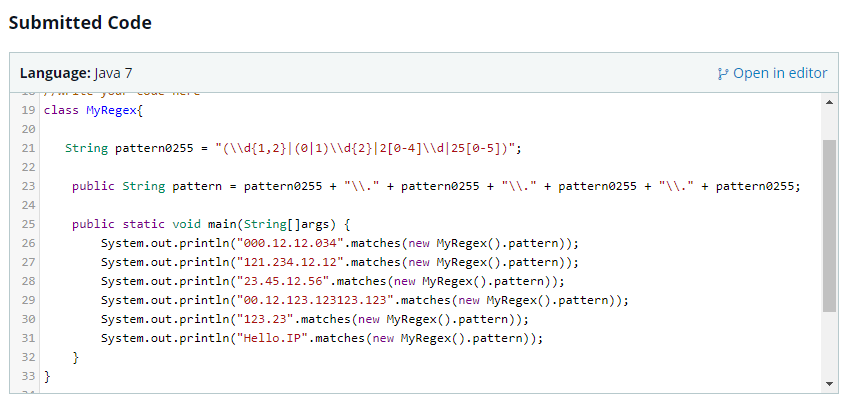 Submitted Code
Language: Java 7
Open in editor
18 //Write your code here
19 class MyRegex{
20
21 String pattern0255 = "(\\d{1,2}|(0|1)\\d{2}|2[0-4]\\d|25[0-5])";
22
23 public String pattern = pattern0255 + "\\." + pattern0255 + "\\." + pattern0255 + "\\." + pattern0255;
24
25 public static void main(String[]args) {
26 System.out.println("000.12.12.034".matches(new MyRegex().pattern));
27 System.out.println("121.234.12.12".matches(new MyRegex().pattern));
28 System.out.println("23.45.12.56".matches(new MyRegex().pattern));
29 System.out.println("00.12.123.123123.123".matches(new MyRegex().pattern));
30 System.out.println("123.23".matches(new MyRegex().pattern));
31 System.out.println("Hello.IP".matches(new MyRegex().pattern));
32 }
33 }